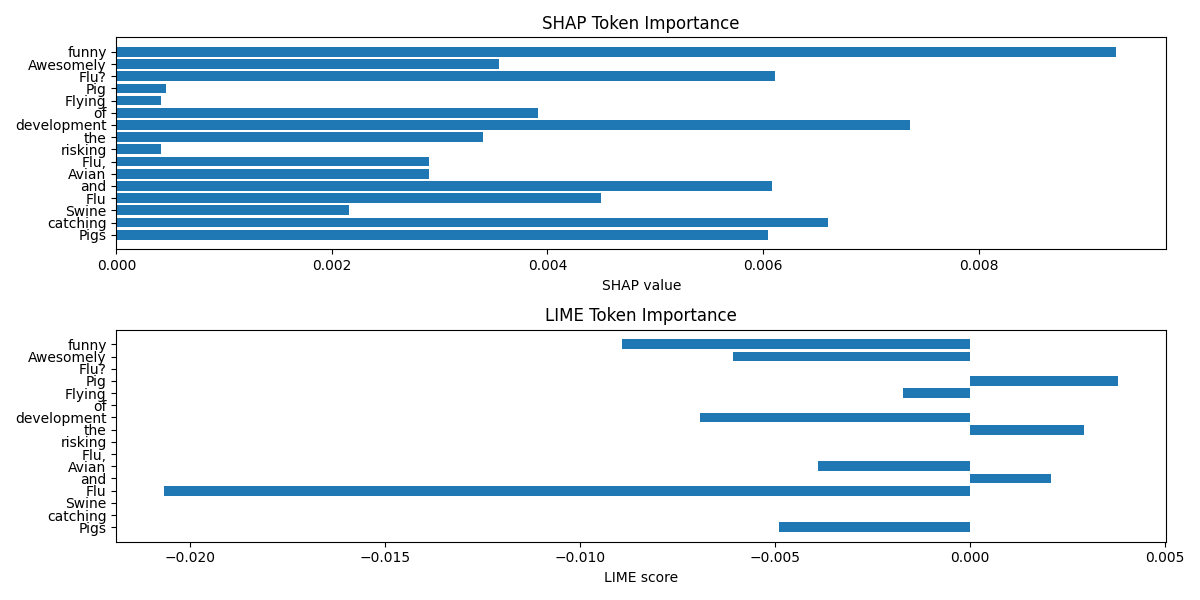 SHAP Token Importance
funny
Awesomely
Flu?
Pig
Flying
of
development
the
risking
Flu,
Avian
and
Flu
Swine
catching
Pigs
0.000 0.002 0.004 0.006 0.008
SHAP value
LIME Token Importance
funny
Awesomely
Flu?
Pig
Flying
of
development
the
risking
Flu,
Avian
and
Flu
Swine
catching
Pigs
−0.020 −0.015 −0.010 −0.005 0.000 0.005
LIME score